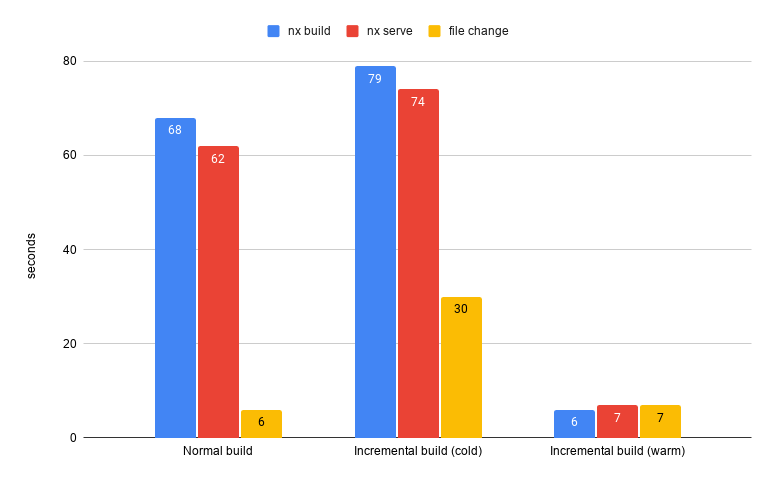 nx build nx serve file change
80
60
40
20
0
seconds
68
62
6
79
74
30
6
7
7
Normal build
Incremental build (cold)
Incremental build (warm)